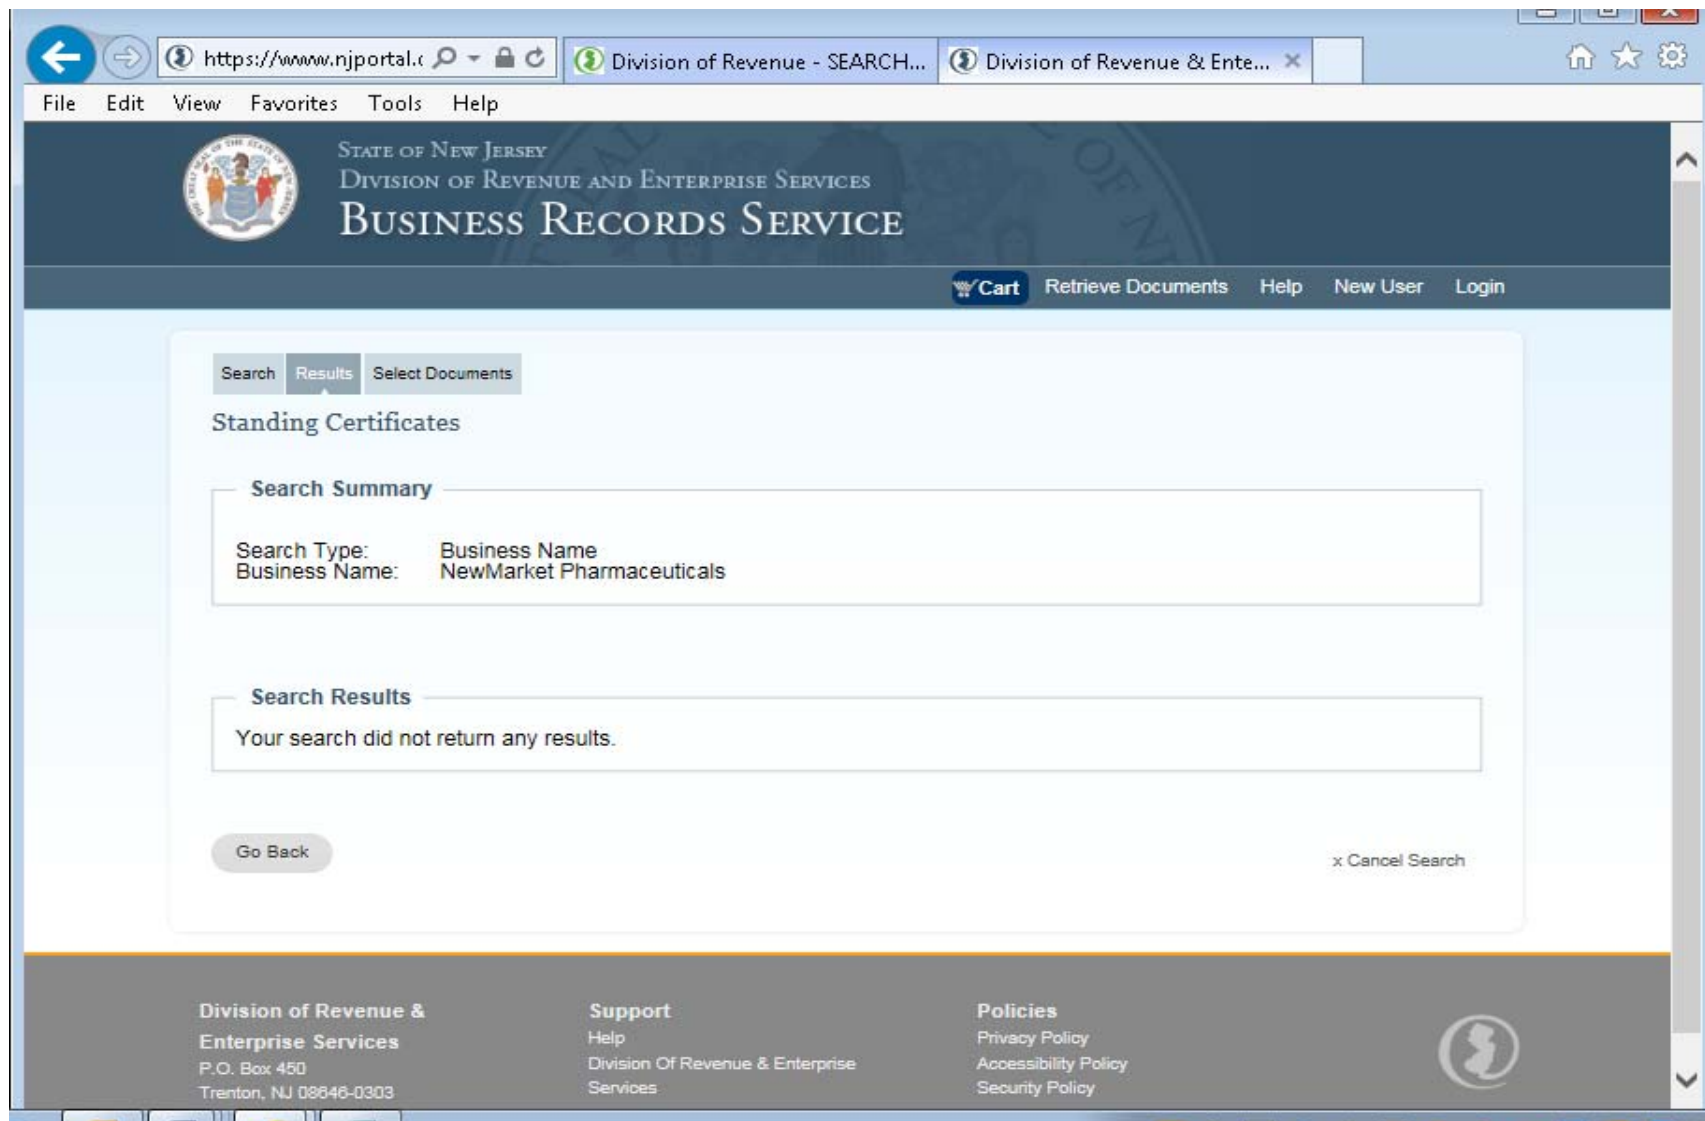 https://www.njportal.c
Division of Revenue - SEARCH...
Division of Revenue & Ente...
File Edit View Favorites Tools Help
STATE OF NEW JERSEY
DIVISION OF REVENUE AND ENTERPRISE SERVICES
BUSINESS RECORDS SERVICE
Cart Retrieve Documents Help New User Login
Search Results Select Documents
Standing Certificates
Search Summary
Search Type: Business Name
Business Name: NewMarket Pharmaceuticals
Search Results
Your search did not return any results.
Go Back
x Cancel Search
Division of Revenue &
Enterprise Services
P.O. Box 450
Trenton, NJ 08646-0303
Support
Help
Division Of Revenue & Enterprise
Services
Policies
Privacy Policy
Accessibility Policy
Security Policy